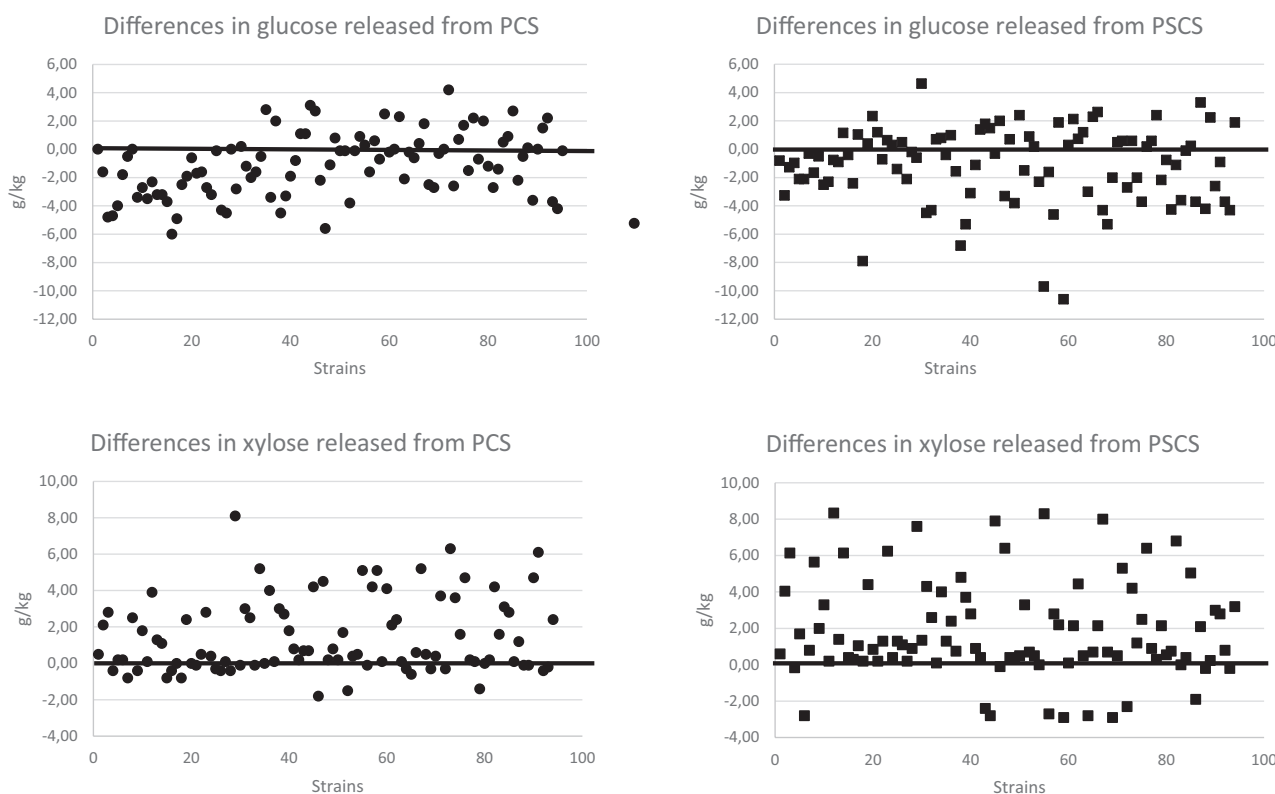 Differences in glucose released from PCS
6,00
4,00
2,00
0,00
-2,00
-4,00
-6,00
-8,00
-10,00
-12,00
g/kg
0 20 40 60 80 100
Strains
Differences in glucose released from PSCS
6,00
4,00
2,00
0,00
-2,00
-4,00
-6,00
-8,00
-10,00
-12,00
g/kg
0 20 40 60 80 100
Strains
Differences in xylose released from PCS
10,00
8,00
6,00
4,00
2,00
0,00
-2,00
-4,00
g/kg
0 20 40 60 80 100
Strains
Differences in xylose released from PSCS
10,00
8,00
6,00
4,00
2,00
0,00
-2,00
-4,00
g/kg
0 20 40 60 80 100
Strains